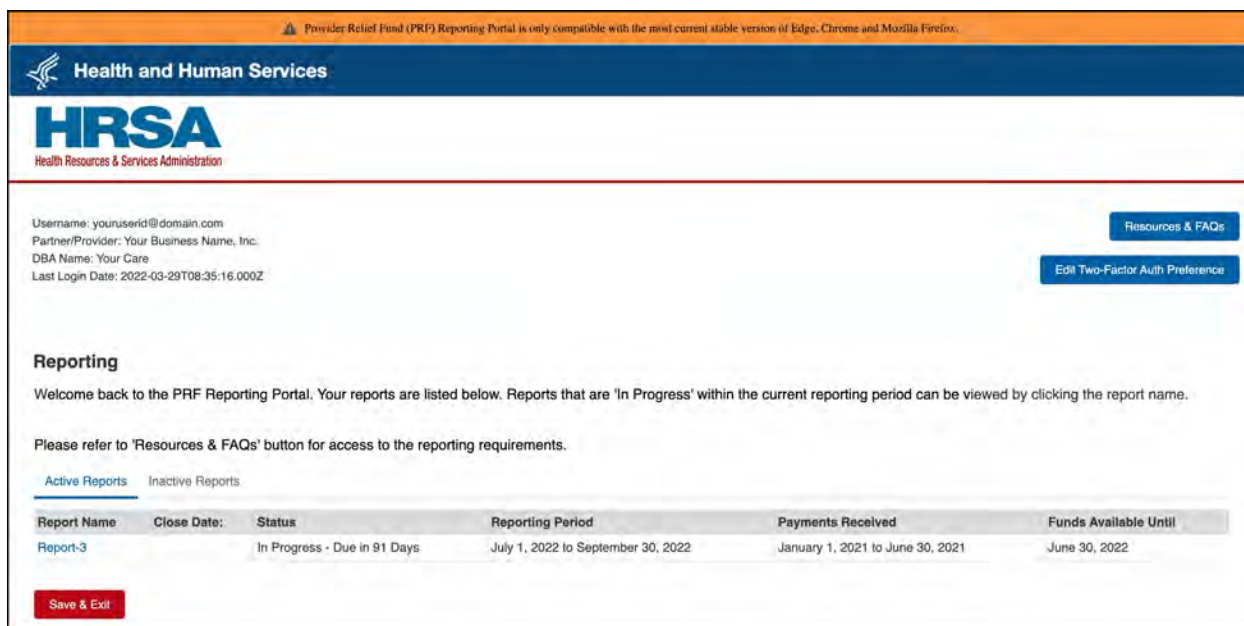 Provider Relief Fund (PRF) Reporting Portal is only compatible with the most current stable version of Edge, Chrome and Mozilla Firefox.
Health and Human Services
HRSA
Health Resources & Services Administration
Username: youruserid@domain.com
Partner/Provider: Your Business Name, Inc.
DBA Name: Your Care
Last Login Date: 2022-03-29T08:35:16.000Z
Resources & FAQs
Edit Two-Factor Auth Preference
Reporting
Welcome back to the PRF Reporting Portal. Your reports are listed below. Reports that are 'In Progress' within the current reporting period can be viewed by clicking the report name.
Please refer to 'Resources & FAQs' button for access to the reporting requirements.
Active Reports Inactive Reports
Report Name Close Date: Status Reporting Period Payments Received Funds Available Until
Report-3 In Progress - Due in 91 Days July 1, 2022 to September 30, 2022 January 1, 2021 to June 30, 2021 June 30, 2022
Save & Exit